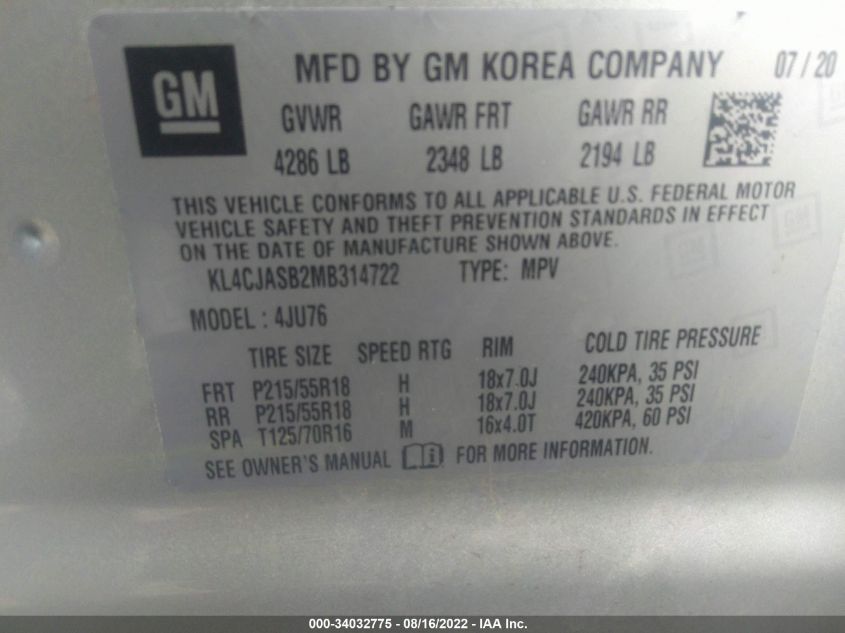 GM
MFD BY GM KOREA COMPANY 07/20
GVWR GAWR FRT GAWR RR
4286 LB 2348 LB 2194 LB
THIS VEHICLE CONFORMS TO ALL APPLICABLE U.S. FEDERAL MOTOR
VEHICLE SAFETY AND THEFT PREVENTION STANDARDS IN EFFECT
ON THE DATE OF MANUFACTURE SHOWN ABOVE.
KL4CJASB2MB314722 TYPE: MPV
MODEL: 4JU76
TIRE SIZE SPEED RTG RIM COLD TIRE PRESSURE
FRT P215/55R18 H 18x7.0J 240KPA, 35 PSI
RR P215/55R18 H 18x7.0J 240KPA, 35 PSI
SPA T125/70R16 M 16x4.0T 420KPA, 60 PSI
SEE OWNER'S MANUAL i FOR MORE INFORMATION.
000-34032775 - 08/16/2022 - IAA Inc.